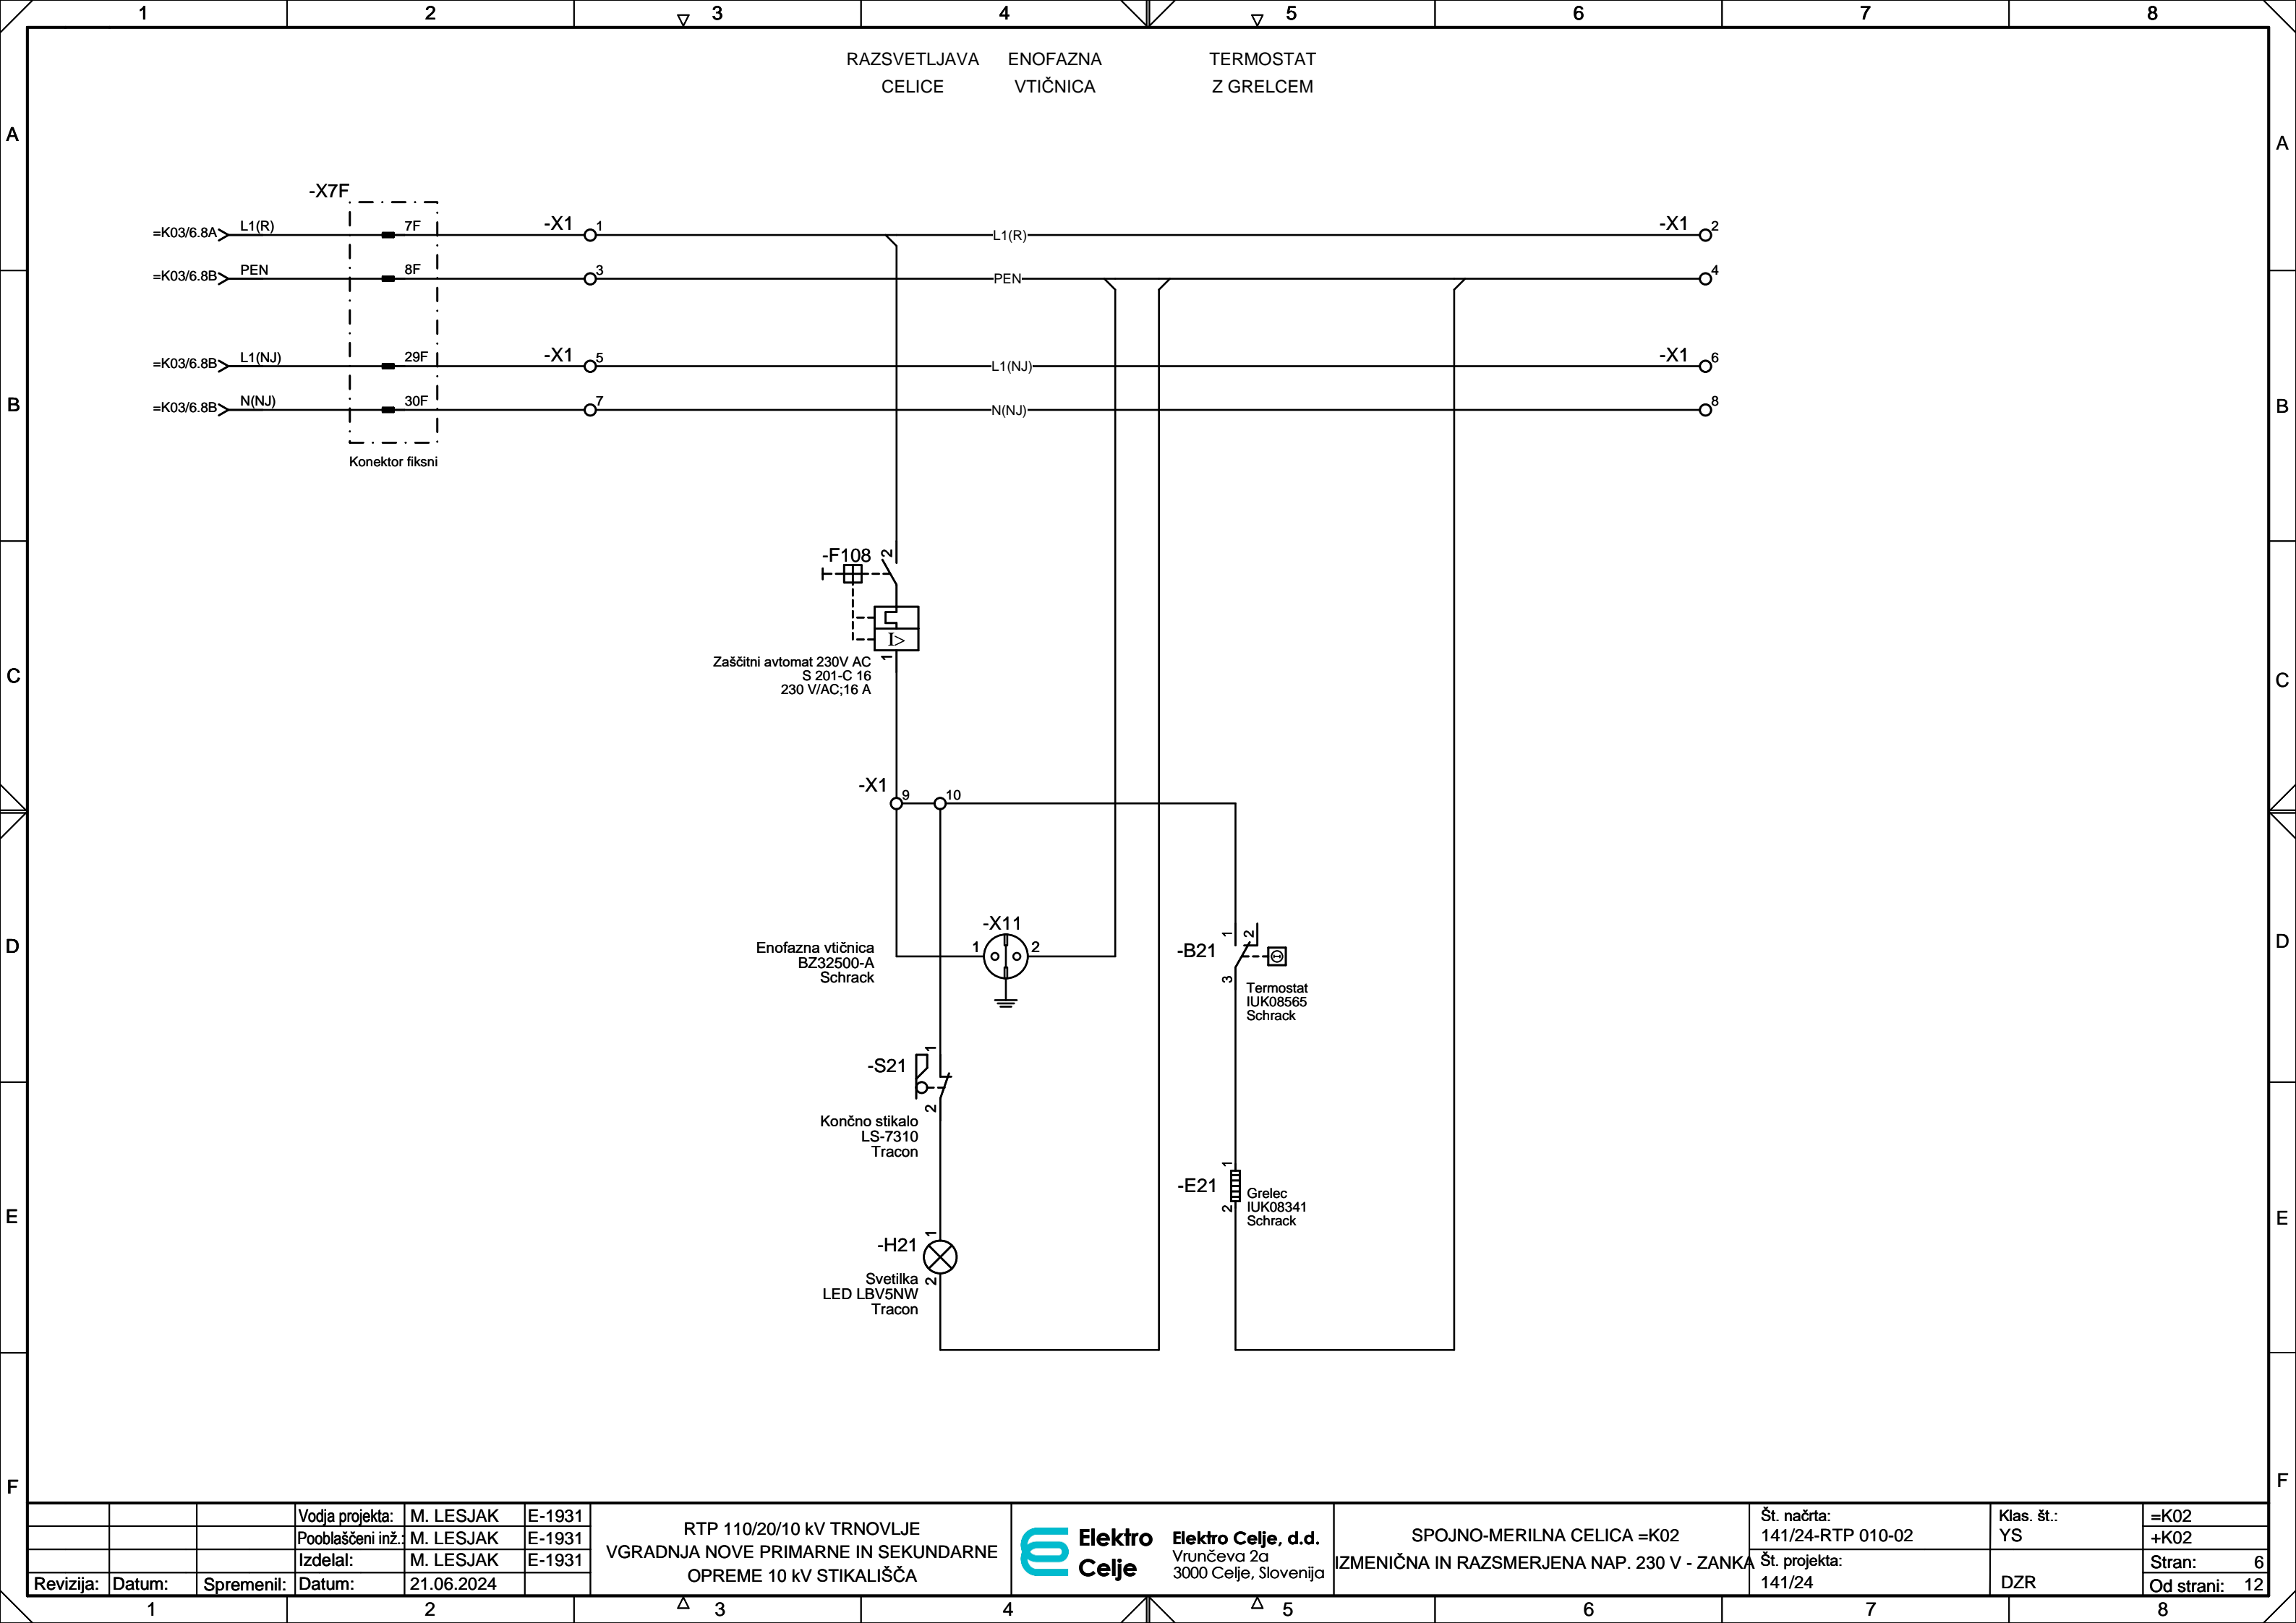 1 2 3 4 5 6 7 8
RAZSVETLJAVA
CELICE
ENOFAZNA
VTIČNICA
TERMOSTAT
Z GRELCEM
A A
-X7F
=K03/6.8A L1(R) 7F -X1 1 L1(R) -X1 2
=K03/6.8B PEN 8F 3 PEN 4
=K03/6.8B L1(NJ) 29F -X1 5 L1(NJ) -X1 6
=K03/6.8B N(NJ) 30F 7 N(NJ) 8
B B
Konektor fiksni
-F108 2
I>
1
Zaščitni avtomat 230V AC
S 201-C 16
230 V/AC;16 A
C C
-X1 9 10
-X11
1 2
Enofazna vtičnica
BZ32500-A
Schrack
D D
-B21 1 2
3
Termostat
IUK08565
Schrack
-S21 1
2
Končno stikalo
LS-7310
Tracon
-E21 1
2
Grelec
IUK08341
Schrack
E E
-H21 1
2
Svetilka
LED LBV5NW
Tracon
F F
Revizija: Datum: Spremenil:
Vodja projekta: M. LESJAK E-1931
Pooblaščeni inž.: M. LESJAK E-1931
Izdelal: M. LESJAK E-1931
Datum: 21.06.2024
RTP 110/20/10 kV TRNOVLJE
VGRADNJA NOVE PRIMARNE IN SEKUNDARNE
OPREME 10 kV STIKALIŠČA
Elektro
Celje
Elektro Celje, d.d.
Vrunčeva 2a
3000 Celje, Slovenija
SPOJNO-MERILNA CELICA =K02
IZMENIČNA IN RAZSMERJENA NAP. 230 V - ZANKA
Št. načrta:
141/24-RTP 010-02
Št. projekta:
141/24
Klas. št.:
YS
DZR
=K02
+K02
Stran: 6
Od strani: 12
1 2 3 4 5 6 7 8